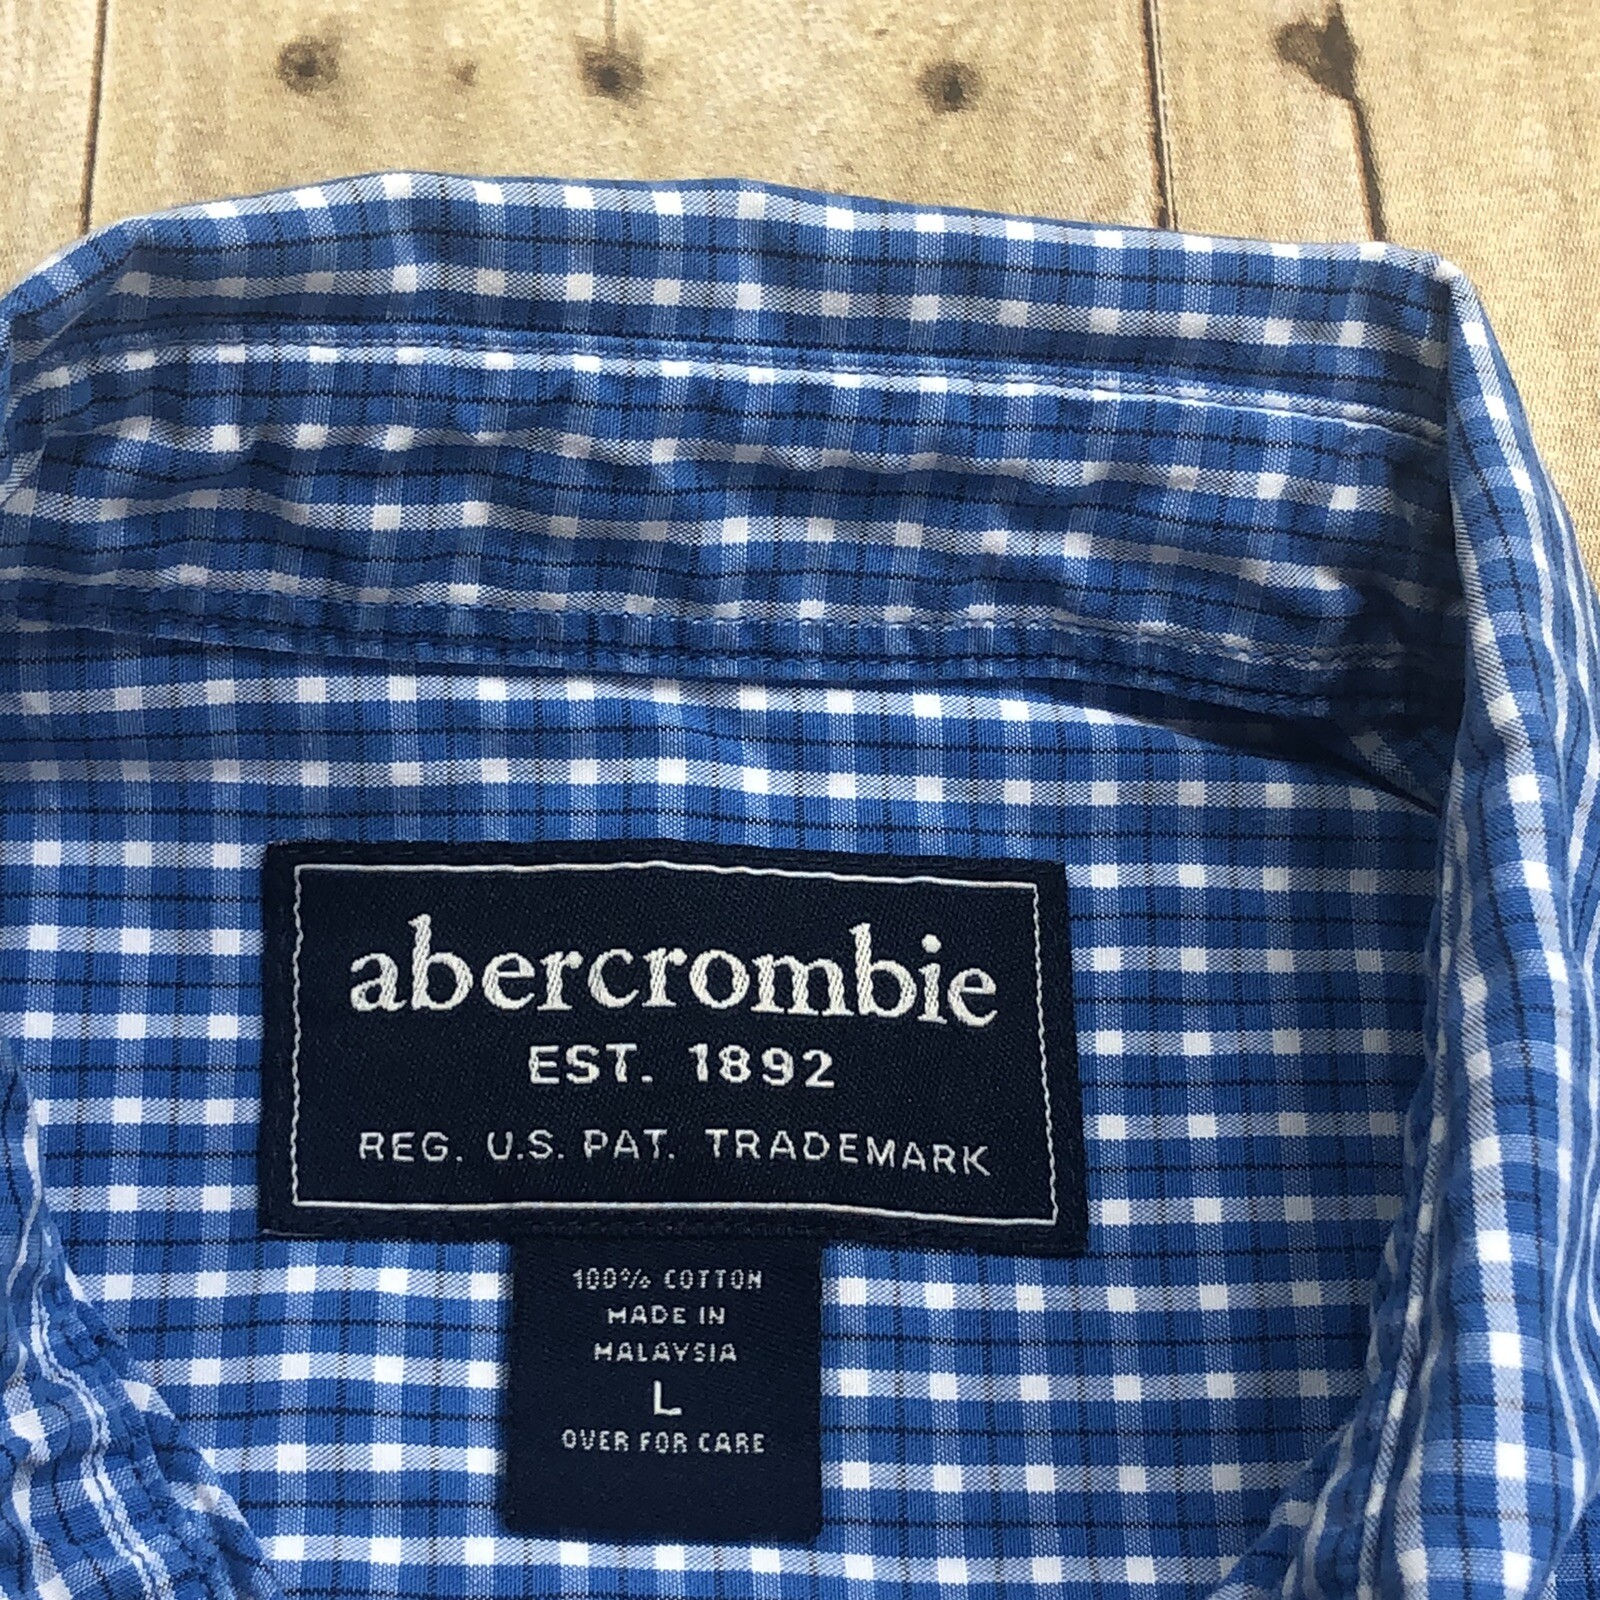 abercrombie
EST. 1892
REG. U.S. PAT. TRADEMARK
100% COTTON
MADE IN
MALAYSIA
L
OVER FOR CARE